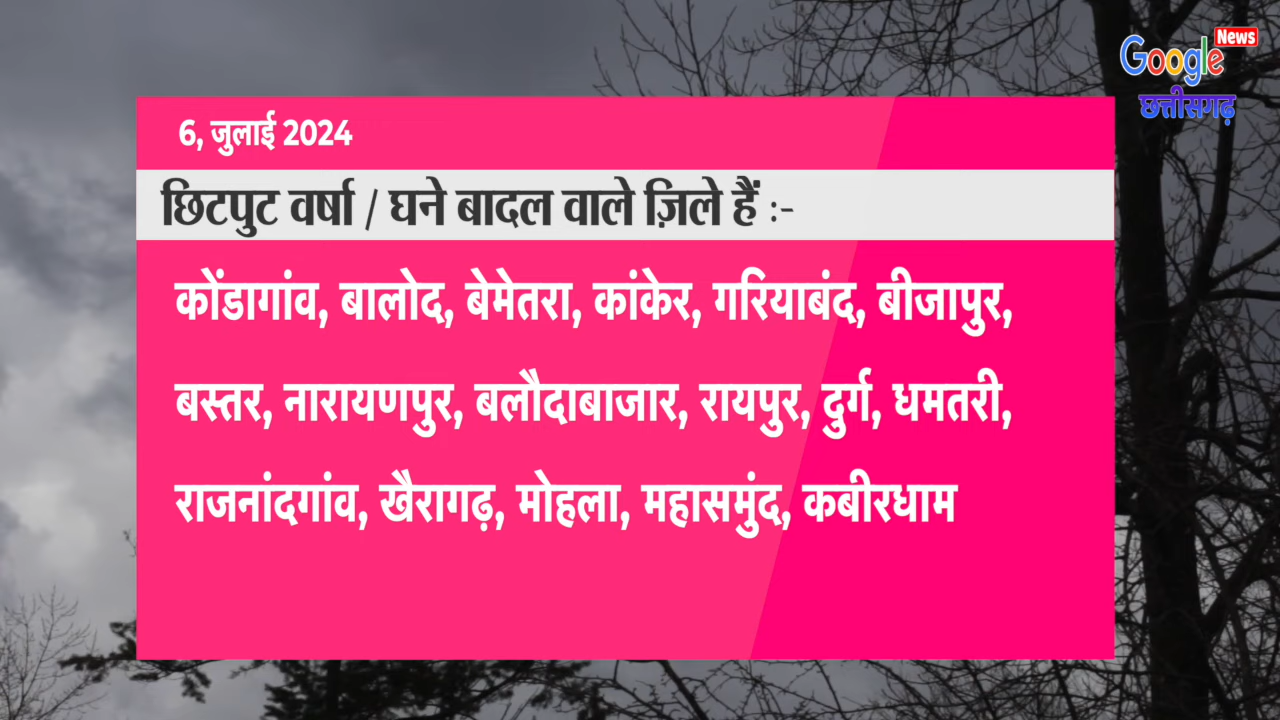 News
Google
छत्तीसगढ़
6, जुलाई 2024
छिटपुट वर्षा / घने बादल वाले ज़िले हैं :-
कोंडागांव, बालोद, बेमेतरा, कांकेर, गरियाबंद, बीजापुर,
बस्तर, नारायणपुर, बलौदाबाजार, रायपुर, दुर्ग, धमतरी,
राजनांदगांव, खैरागढ़, मोहला, महासमुंद, कबीरधाम